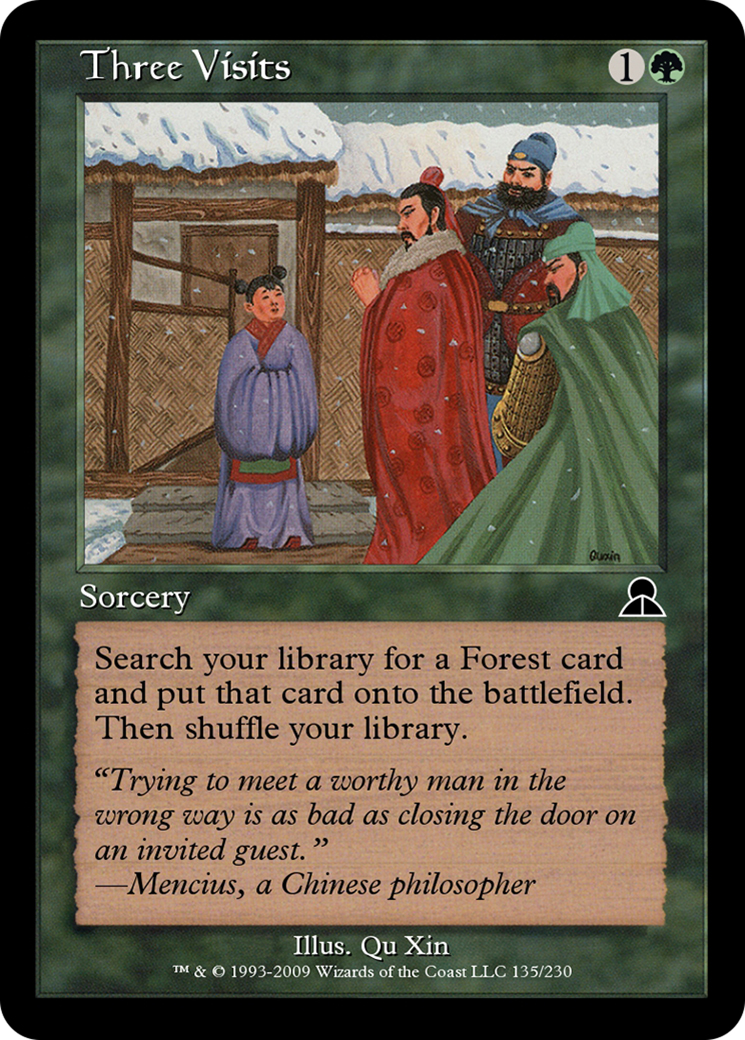 Three Visits
1
Quxin
Sorcery
Search your library for a Forest card
and put that card onto the battlefield.
Then shuffle your library.
“Trying to meet a worthy man in the
wrong way is as bad as closing the door on
an invited guest.”
—Mencius, a Chinese philosopher
Illus. Qu Xin
™ & © 1993-2009 Wizards of the Coast LLC 135/230